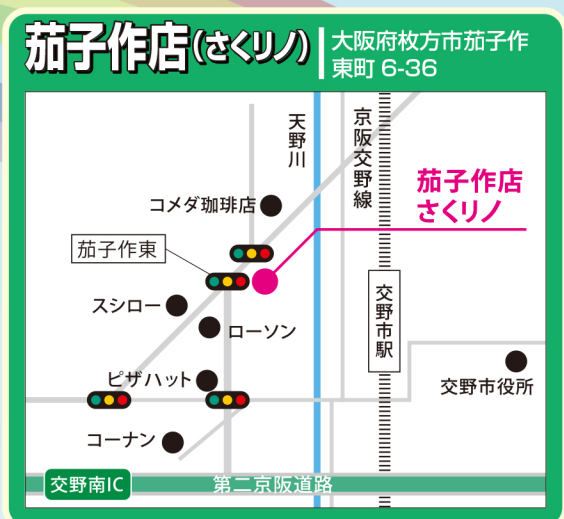 茄子作店(さくリノ)
大阪府枚方市茄子作
東町 6-36
天野川
京阪交野線
コメダ珈琲店
茄子作店
さくリノ
茄子作東
スシロー
ローソン
交野市駅
ピザハット
交野市役所
コーナン
交野南IC
第二京阪道路